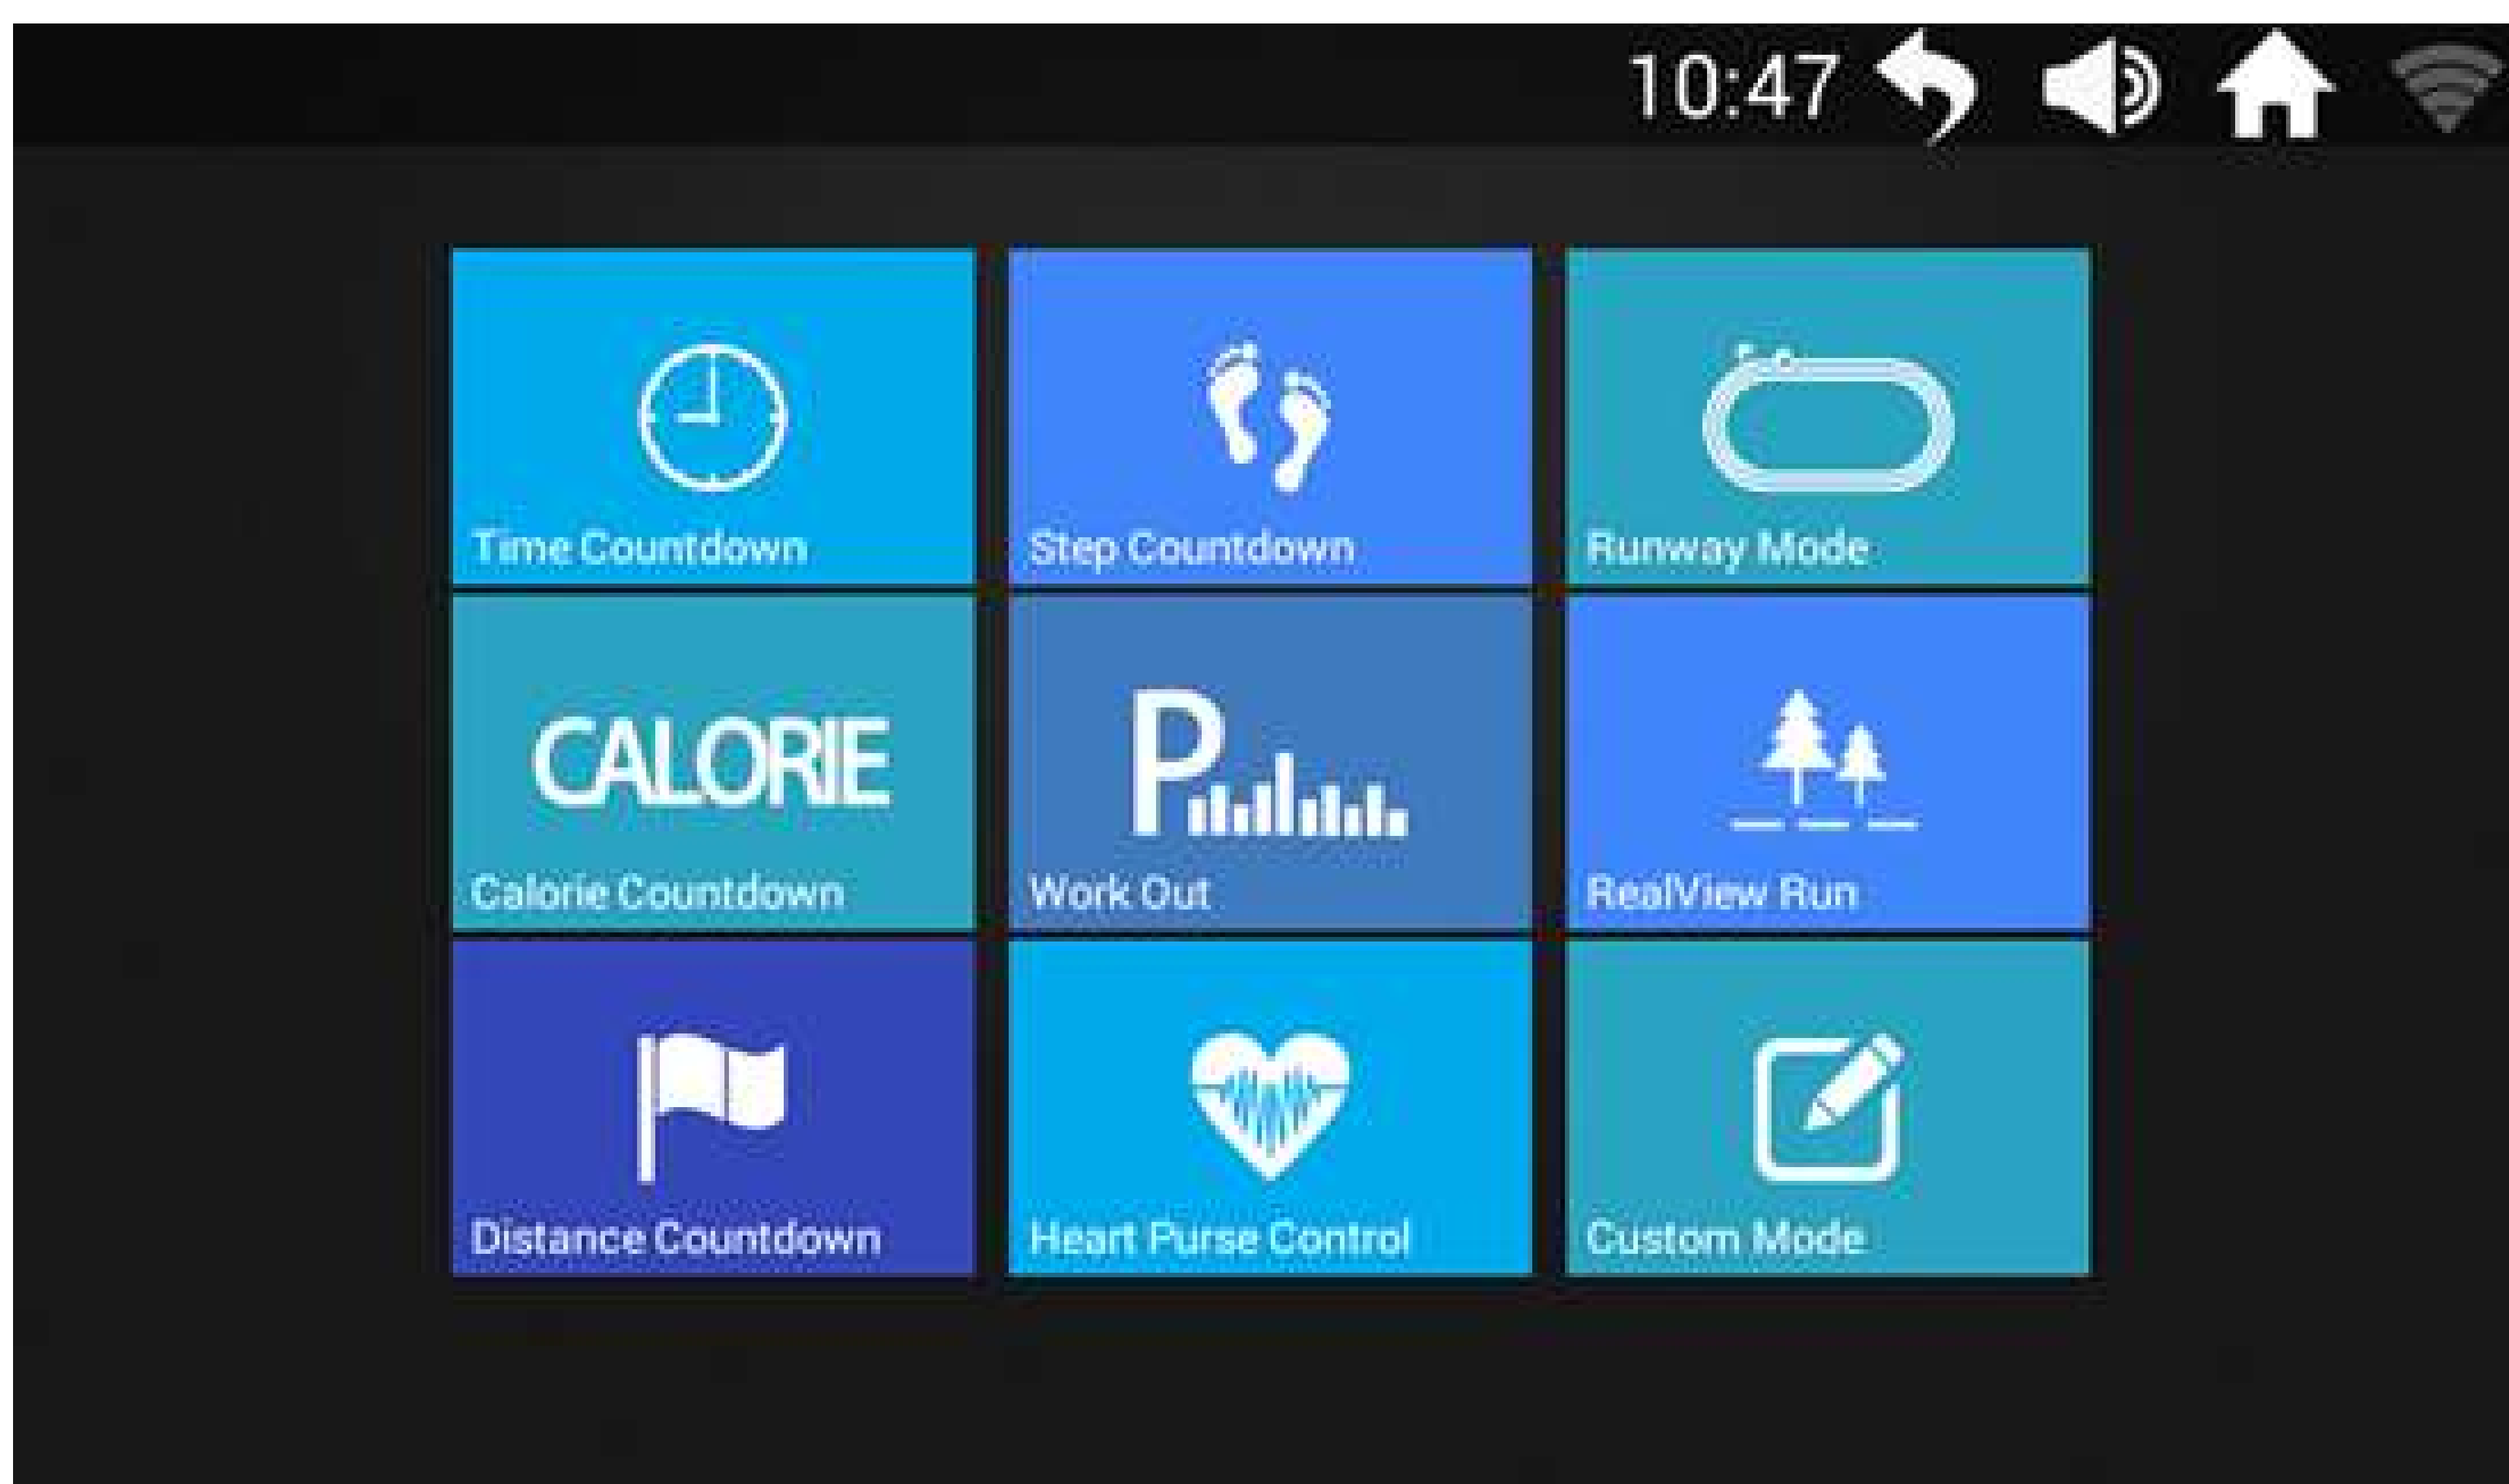 10:47
Time Countdown
Step Countdown
Runway Mode
CALORIE
Calorie Countdown
P
Work Out
RealView Run
Distance Countdown
Heart Purse Control
Custom Mode